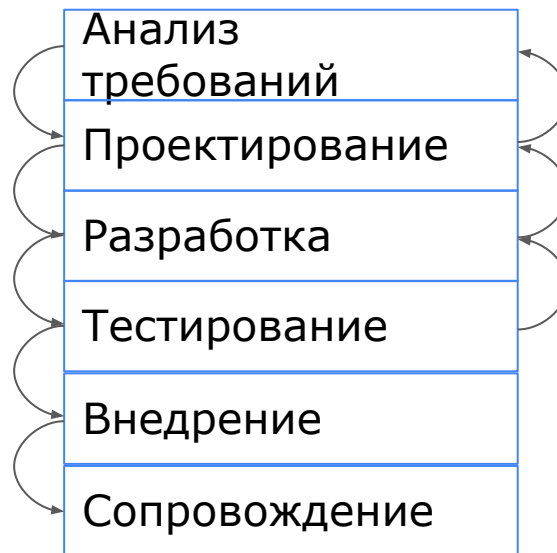 Анализ
требований
Проектирование
Разработка
Тестирование
Внедрение
Сопровождение